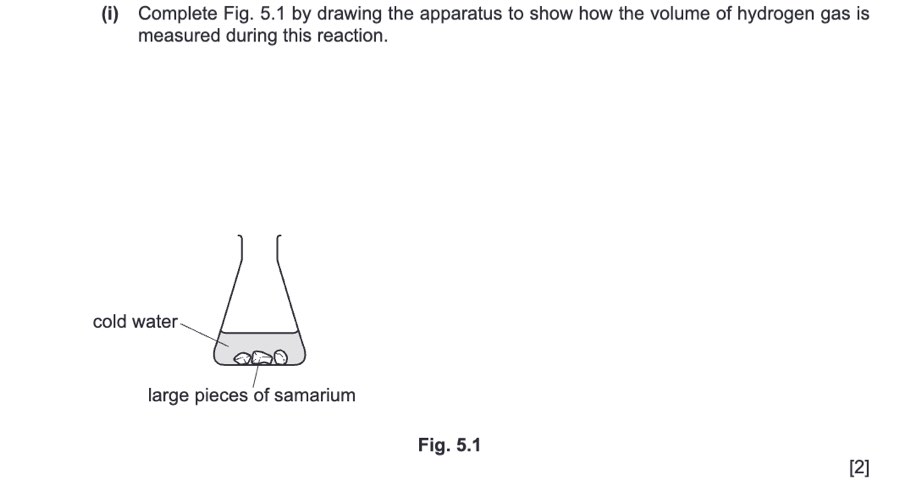 (i) Complete Fig. 5.1 by drawing the apparatus to show how the volume of hydrogen gas is
measured during this reaction.
cold water
large pieces of samarium
Fig. 5.1
[2]